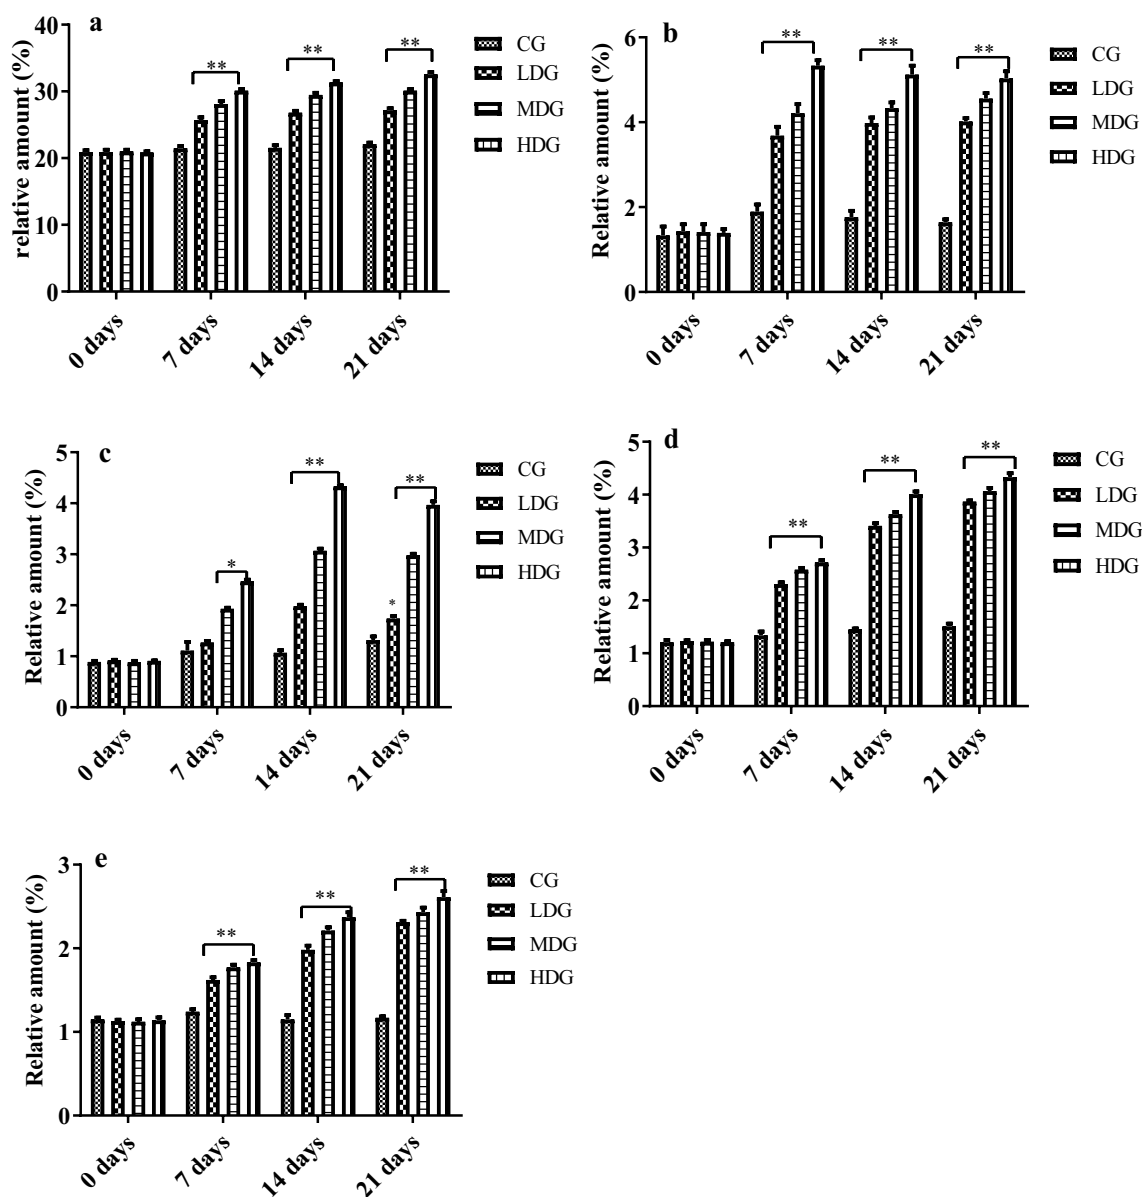 a
relative amount (%)
40
30
20
10
0
**
**
**
0 days
7 days
14 days
21 days
CG
LDG
MDG
HDG
b
Relative amount (%)
6
4
2
0
**
**
**
0 days
7 days
14 days
21 days
CG
LDG
MDG
HDG
c
Relative amount (%)
5
4
3
2
1
0
*
**
*
**
0 days
7 days
14 days
21 days
CG
LDG
MDG
HDG
d
Relative amount (%)
5
4
3
2
1
0
**
**
**
0 days
7 days
14 days
21 days
CG
LDG
MDG
HDG
e
Relative amount (%)
3
2
1
0
**
**
**
0 days
7 days
14 days
21 days
CG
LDG
MDG
HDG